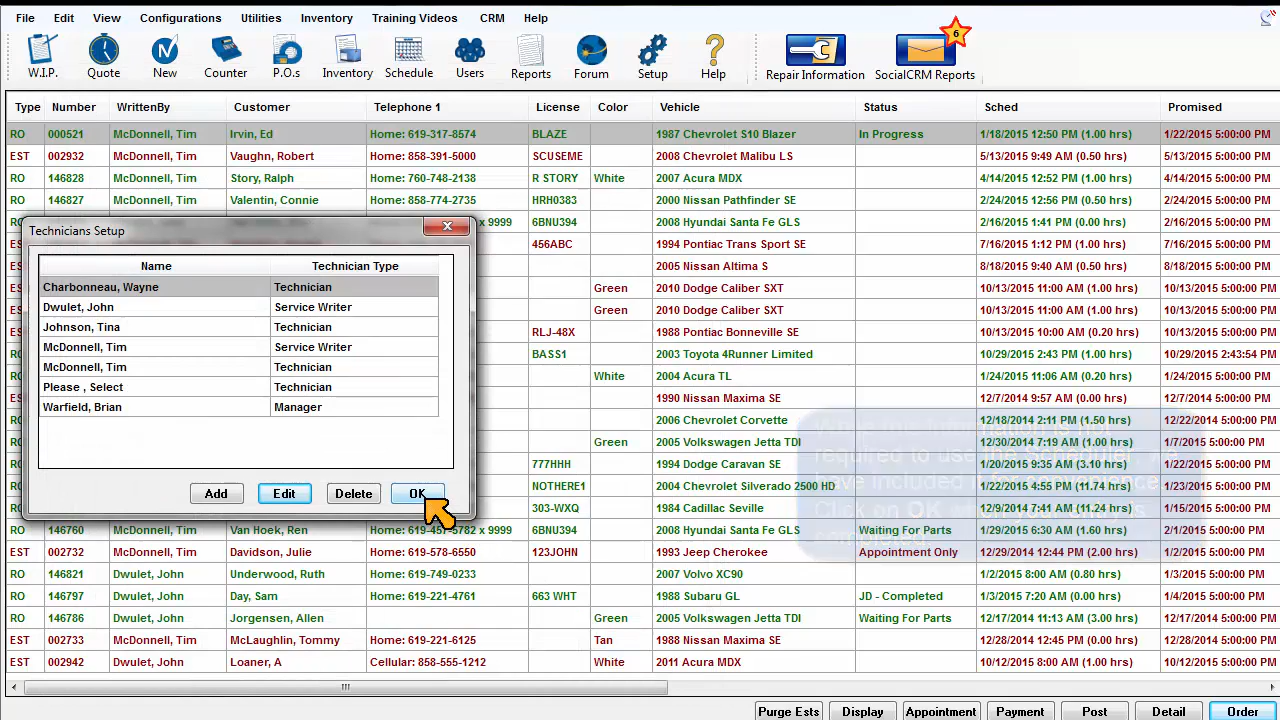 File Edit View Configurations Utilities Inventory Training Videos CRM Help
6
W.I.P. Quote New Counter P.Os Inventory Schedule Users Reports Forum Setup Help Repair Information SocialCRM Reports
Type Number WrittenBy Customer Telephone 1 License Color Vehicle Status Sched Promised
RO 000521 McDonnell, Tim Irvin, Ed Home: 619-317-8574 BLAZE 1987 Chevrolet S10 Blazer In Progress 1/18/2015 12:50 PM (1.00 hrs) 1/22/2015 5:00:00 PM
EST 002932 McDonnell, Tim Vaughn, Robert Home: 858-391-5000 SCUSEME 2008 Chevrolet Malibu LS 5/13/2015 9:49 AM (0.50 hrs) 5/13/2015 5:00:00 PM
RO 146828 McDonnell, Tim Story, Ralph Home: 760-748-2138 R STORY White 2007 Acura MDX 4/14/2015 12:52 PM (1.00 hrs) 4/14/2015 5:00:00 PM
RO 146827 McDonnell, Tim Valentin, Connie Home: 858-774-2735 HRH0383 2000 Nissan Pathfinder SE 2/24/2015 12:56 PM (0.50 hrs) 2/24/2015 5:00:00 PM
RO x 9999 6BNU394 2008 Hyundai Santa Fe GLS 2/16/2015 1:41 PM (0.00 hrs) 2/16/2015 5:00:00 PM
456ABC 1994 Pontiac Trans Sport SE 7/16/2015 1:12 PM (1.00 hrs) 7/16/2015 5:00:00 PM
2005 Nissan Altima S 8/18/2015 9:40 AM (0.50 hrs) 8/18/2015 5:00:00 PM
Green 2010 Dodge Caliber SXT 10/13/2015 11:00 AM (1.00 hrs) 10/13/2015 5:00:00 PM
Green 2010 Dodge Caliber SXT 10/13/2015 11:00 AM (0.00 hrs) 10/13/2015 5:00:00 PM
RLJ-48X 1988 Pontiac Bonneville SE 10/13/2015 10:00 AM (0.20 hrs) 10/13/2015 5:00:00 PM
BASS1 2003 Toyota 4Runner Limited 10/29/2015 2:43 PM (1.00 hrs) 10/29/2015 2:43:54 PM
White 2004 Acura TL 1/24/2015 11:06 AM (0.20 hrs) 1/24/2015 5:00:00 PM
1990 Nissan Maxima SE 12/7/2014 9:57 AM (0.00 hrs) 12/7/2014 5:00:00 PM
2006 Chevrolet Corvette 12/18/2014 2:11 PM (1.50 hrs) 12/22/2014 5:00:00 PM
Green 2005 Volkswagen Jetta TDI 12/30/2014 7:19 AM (1.00 hrs) 1/7/2015 5:00:00 PM
777HHH 1994 Dodge Caravan SE 1/20/2015 9:35 AM (3.10 hrs) 1/22/2015 5:00:00 PM
NOTHERE1 2004 Chevrolet Silverado 2500 HD 1/22/2015 4:55 PM (11.74 hrs) 1/23/2015 5:00:00 PM
303-WXQ 1984 Cadillac Seville 12/9/2014 7:41 AM (11.24 hrs) 1/15/2015 5:00:00 PM
RO 146760 McDonnell, Tim Van Hoek, Ren Home: 619-457-5782 x 9999 6BNU394 2008 Hyundai Santa Fe GLS Waiting For Parts 1/29/2015 6:30 AM (1.60 hrs) 1/30/2015 5:00:00 PM
EST 002732 McDonnell, Tim Davidson, Julie Home: 619-578-6550 123JOHN 1993 Jeep Cherokee Appointment Only 12/29/2014 12:44 PM (2.00 hrs) 1/2/2015 5:00:00 PM
RO 146821 Dwulet, John Underwood, Ruth Home: 619-749-0233 2007 Volvo XC90 1/2/2015 8:00 AM (0.80 hrs) 1/3/2015 5:00:00 PM
RO 146797 Dwulet, John Day, Sam Home: 619-221-4761 663 WHT 1988 Subaru GL JD - Completed 1/3/2015 7:20 AM (0.00 hrs) 1/4/2015 5:00:00 PM
RO 146786 Dwulet, John Jorgensen, Allen Green 2005 Volkswagen Jetta TDI Waiting For Parts 12/17/2014 11:13 AM (3.00 hrs) 12/17/2014 5:00:00 PM
EST 002733 McDonnell, Tim McLaughlin, Tommy Home: 619-221-6125 Tan 1988 Nissan Maxima SE 12/28/2014 12:45 PM (0.00 hrs) 12/28/2014 5:00:00 PM
EST 002942 Dwulet, John Loaner, A Cellular: 858-555-1212 White 2011 Acura MDX 10/12/2015 8:00 AM (1.00 hrs) 10/12/2015 5:00:00 PM
Technicians Setup
Name Technician Type
Charbonneau, Wayne Technician
Dwulet, John Service Writer
Johnson, Tina Technician
McDonnell, Tim Service Writer
McDonnell, Tim Technician
Please , Select Technician
Warfield, Brian Manager
Add Edit Delete OK
information is not
required to use the Scheduler, we
have included it for convenience.
Click on OK when your entry is
completed.
Purge Ests Display Appointment Payment Post Detail Order